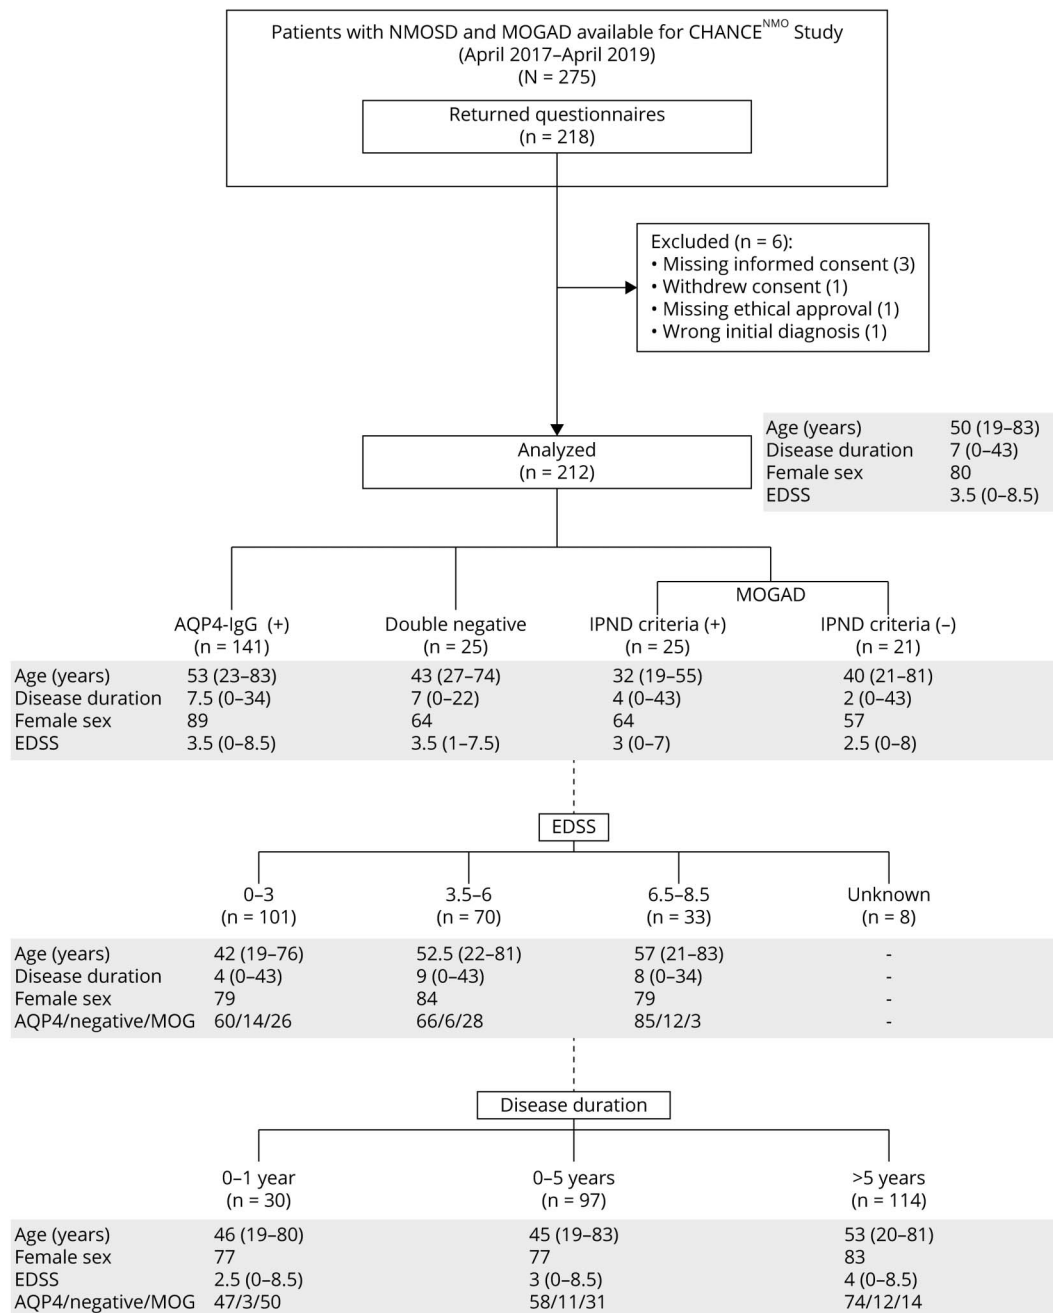 Patients with NMOSD and MOGAD available for CHANCE^NMO Study
(April 2017–April 2019)
(N = 275)
Returned questionnaires
(n = 218)
Excluded (n = 6):
• Missing informed consent (3)
• Withdrew consent (1)
• Missing ethical approval (1)
• Wrong initial diagnosis (1)
Analyzed
(n = 212)
Age (years) 50 (19–83)
Disease duration 7 (0–43)
Female sex 80
EDSS 3.5 (0–8.5)
MOGAD
AQP4-IgG (+) Double negative IPND criteria (+) IPND criteria (–)
(n = 141) (n = 25) (n = 25) (n = 21)
Age (years) 53 (23–83) 43 (27–74) 32 (19–55) 40 (21–81)
Disease duration 7.5 (0–34) 7 (0–22) 4 (0–43) 2 (0–43)
Female sex 89 64 64 57
EDSS 3.5 (0–8.5) 3.5 (1–7.5) 3 (0–7) 2.5 (0–8)
EDSS
0–3 3.5–6 6.5–8.5 Unknown
(n = 101) (n = 70) (n = 33) (n = 8)
Age (years) 42 (19–76) 52.5 (22–81) 57 (21–83) -
Disease duration 4 (0–43) 9 (0–43) 8 (0–34) -
Female sex 79 84 79 -
AQP4/negative/MOG 60/14/26 66/6/28 85/12/3 -
Disease duration
0–1 year 0–5 years >5 years
(n = 30) (n = 97) (n = 114)
Age (years) 46 (19–80) 45 (19–83) 53 (20–81)
Female sex 77 77 83
EDSS 2.5 (0–8.5) 3 (0–8.5) 4 (0–8.5)
AQP4/negative/MOG 47/3/50 58/11/31 74/12/14